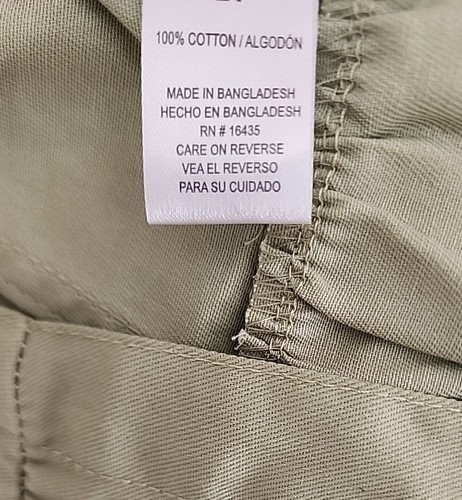 100% COTTON / ALGODÓN
MADE IN BANGLADESH
HECHO EN BANGLADESH
RN # 16435
CARE ON REVERSE
VEA EL REVERSO
PARA SU CUIDADO